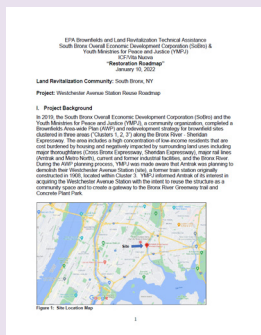 EPA Brownfields and Land Revitalization Technical Assistance
South Bronx Overall Economic Development Corporation (SoBro) &
Youth Ministries for Peace and Justice (YMPJ)
ICF/Vita Nuova
"Restoration Roadmap"
January 10, 2022
Land Revitalization Community: South Bronx, NY
Project: Westchester Avenue Station Reuse Roadmap
I. Project Background
In 2019, the South Bronx Overall Economic Development Corporation (SoBro) and the
Youth Ministries for Peace and Justice (YMPJ), a community organization, completed a
Brownfields Area-wide Plan (AWP) and redevelopment strategy for brownfield sites
clustered in three areas ("Clusters 1, 2, 3") along the Bronx River - Sheridan
Expressway. The area includes a high concentration of low-income residents that are
cost burdened by housing and negatively impacted by surrounding land uses including
major thoroughfares (Cross Bronx Expressway, Sheridan Expressway), major rail lines
(Amtrak and Metro-North), current and former industrial facilities, and the Bronx River.
During the AWP planning process, YMPJ was made aware that Amtrak was planning to
demolish their Westchester Avenue Station (site), a former train station originally
constructed in 1908, located within Cluster 3. YMPJ informed Amtrak of its interest in
acquiring the Westchester Avenue Station with the intent to reuse the structure as a
community space and to create a gateway to the Bronx River Greenway trail and
Concrete Plant Park.
Site
Figure 1: Site Location Map
1